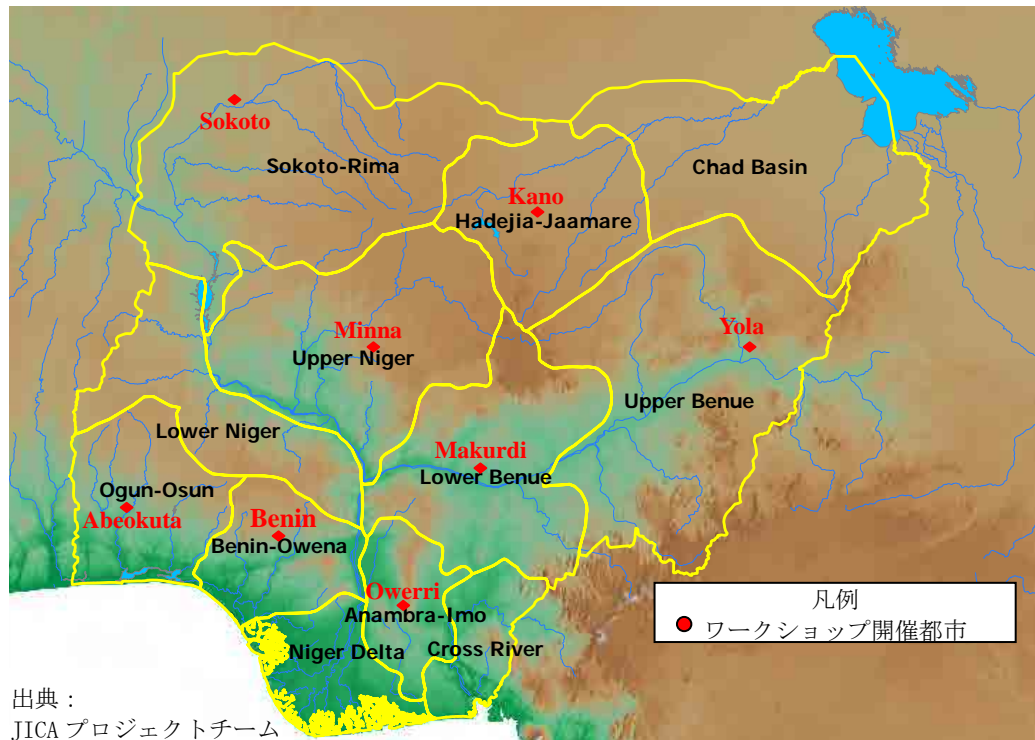 Sokoto
Sokoto-Rima
Chad Basin
Kano
Hadejia-Jaamare
Minna
Upper Niger
Yola
Upper Benue
Lower Niger
Makurdi
Lower Benue
Ogun-Osun
Abeokuta
Benin
Benin-Owena
Owerri
Anambra-Imo
Niger Delta
Cross River
凡例
ワークショップ開催都市
出典：
JICAプロジェクトチーム